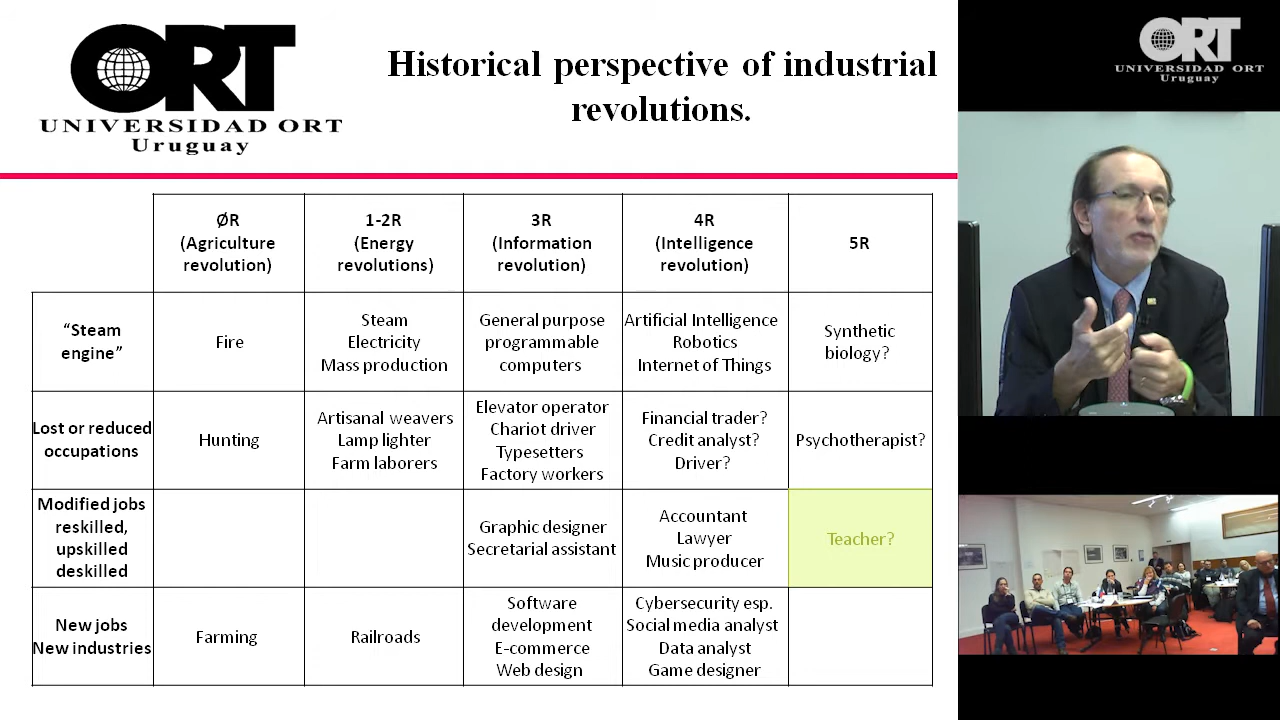 ORT
UNIVERSIDAD ORT
Uruguay
Historical perspective of industrial
revolutions.
ORT
UNIVERSIDAD ORT
Uruguay
ØR
(Agriculture
revolution)
1-2R
(Energy
revolutions)
3R
(Information
revolution)
4R
(Intelligence
revolution)
5R
“Steam
engine”
Fire
Steam
Electricity
Mass production
General purpose
programmable
computers
Artificial Intelligence
Robotics
Internet of Things
Synthetic
biology?
Lost or reduced
occupations
Hunting
Artisanal weavers
Lamp lighter
Farm laborers
Elevator operator
Chariot driver
Typesetters
Factory workers
Financial trader?
Credit analyst?
Driver?
Psychotherapist?
Modified jobs
reskilled,
upskilled
deskilled
Graphic designer
Secretarial assistant
Accountant
Lawyer
Music producer
Teacher?
New jobs
New industries
Farming
Railroads
Software
development
E-commerce
Web design
Cybersecurity esp.
Social media analyst
Data analyst
Game designer